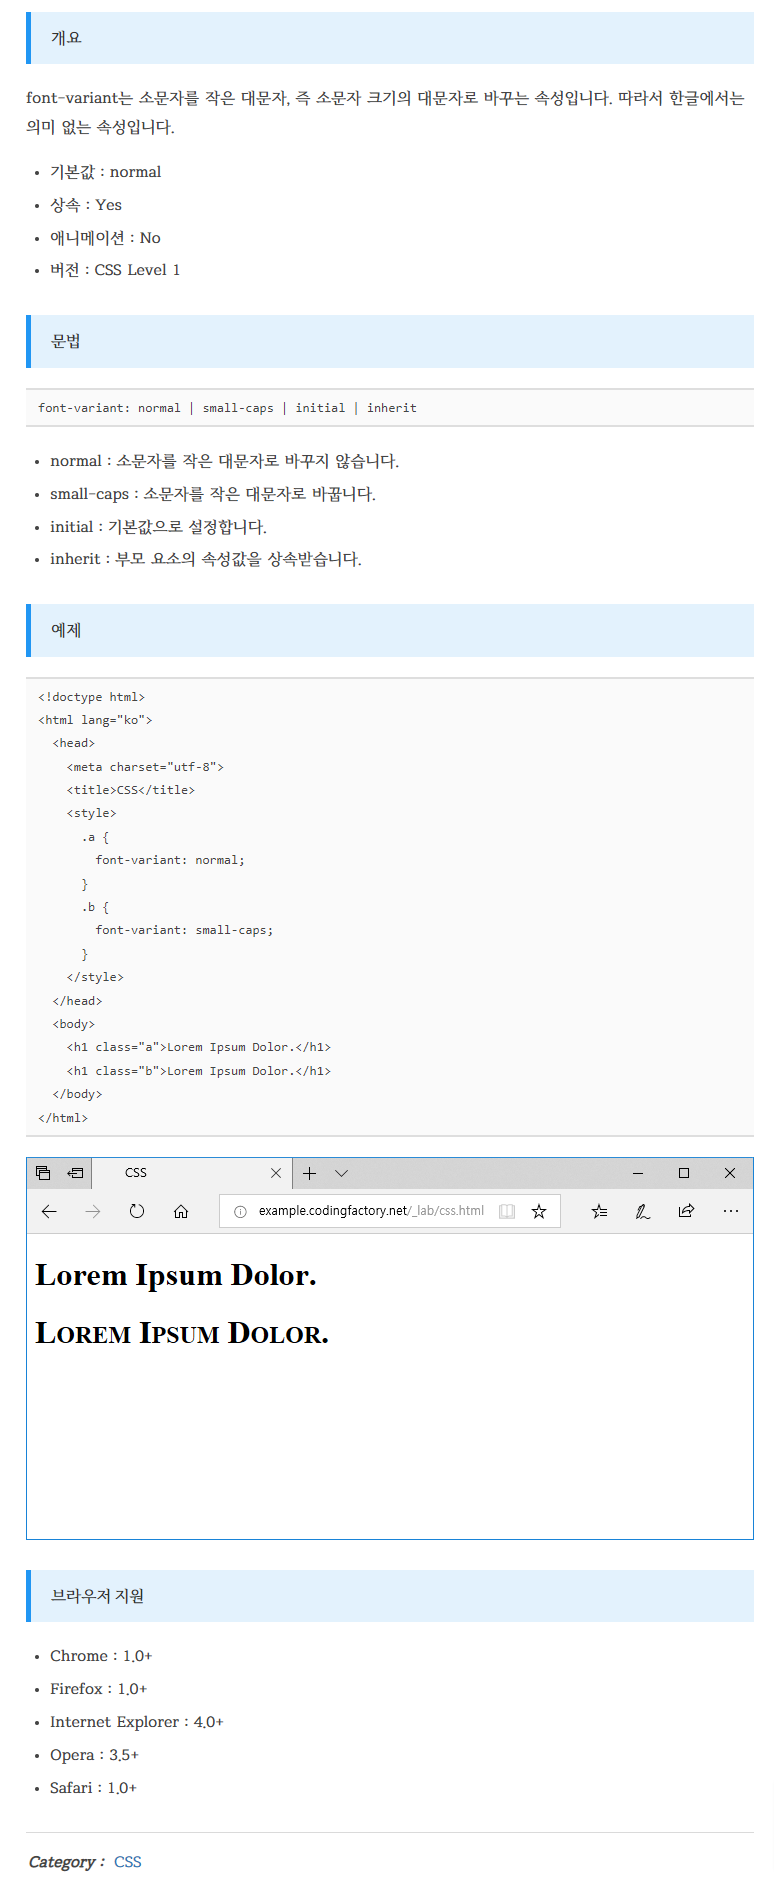 개요
font-variant는 소문자를 작은 대문자, 즉 소문자 크기의 대문자로 바꾸는 속성입니다. 따라서 한글에서는
의미 없는 속성입니다.
• 기본값 : normal
• 상속 : Yes
• 애니메이션 : No
• 버전 : CSS Level 1
문법
font-variant: normal | small-caps | initial | inherit
• normal : 소문자를 작은 대문자로 바꾸지 않습니다.
• small-caps : 소문자를 작은 대문자로 바꿉니다.
• initial : 기본값으로 설정합니다.
• inherit : 부모 요소의 속성값을 상속받습니다.
예제
<!doctype html>
<html lang="ko">
  <head>
    <meta charset="utf-8">
    <title>CSS</title>
    <style>
      .a {
        font-variant: normal;
      }
      .b {
        font-variant: small-caps;
      }
    </style>
  </head>
  <body>
    <h1 class="a">Lorem Ipsum Dolor.</h1>
    <h1 class="b">Lorem Ipsum Dolor.</h1>
  </body>
</html>
CSS
example.codingfactory.net/_lab/css.html
Lorem Ipsum Dolor.
LOREM IPSUM DOLOR.
브라우저 지원
• Chrome : 1.0+
• Firefox : 1.0+
• Internet Explorer : 4.0+
• Opera : 3.5+
• Safari : 1.0+
Category : CSS